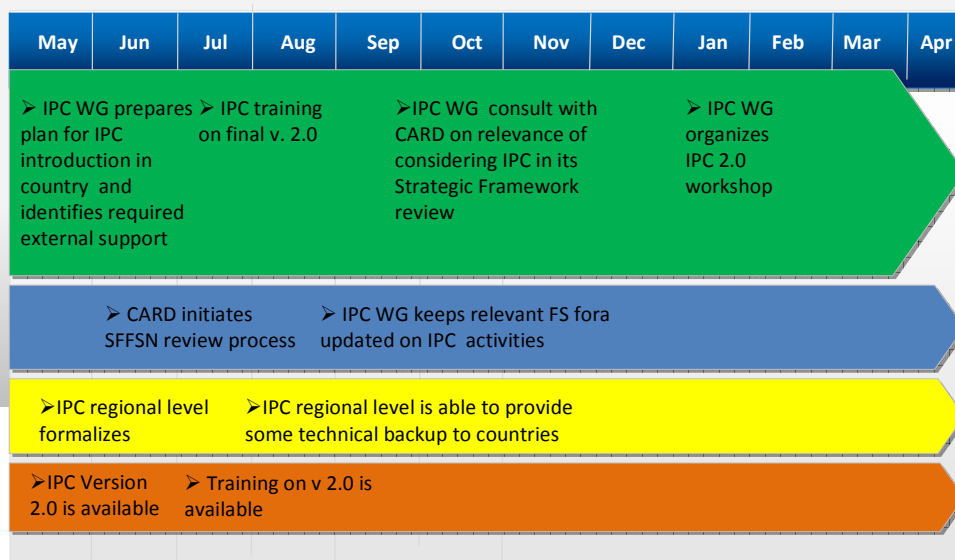 May Jun Jul Aug Sep Oct Nov Dec Jan Feb Mar Apr
➢ IPC WG prepares
plan for IPC
introduction in
country and
identifies required
external support
➢ IPC training
on final v. 2.0
➢IPC WG consult with
CARD on relevance of
considering IPC in its
Strategic Framework
review
➢ IPC WG
organizes
IPC 2.0
workshop
➢ CARD initiates
SFFSN review process
➢ IPC WG keeps relevant FS fora
updated on IPC activities
➢IPC regional level
formalizes
➢IPC regional level is able to provide
some technical backup to countries
➢IPC Version
2.0 is available
➢ Training on v 2.0 is
available